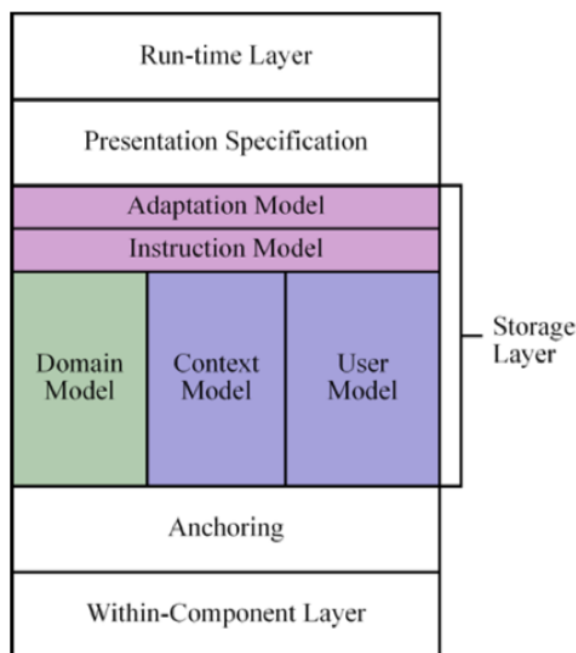 Run-time Layer
Presentation Specification
Adaptation Model
Instruction Model
Domain
Model
Context
Model
User
Model
Storage
Layer
Anchoring
Within-Component Layer